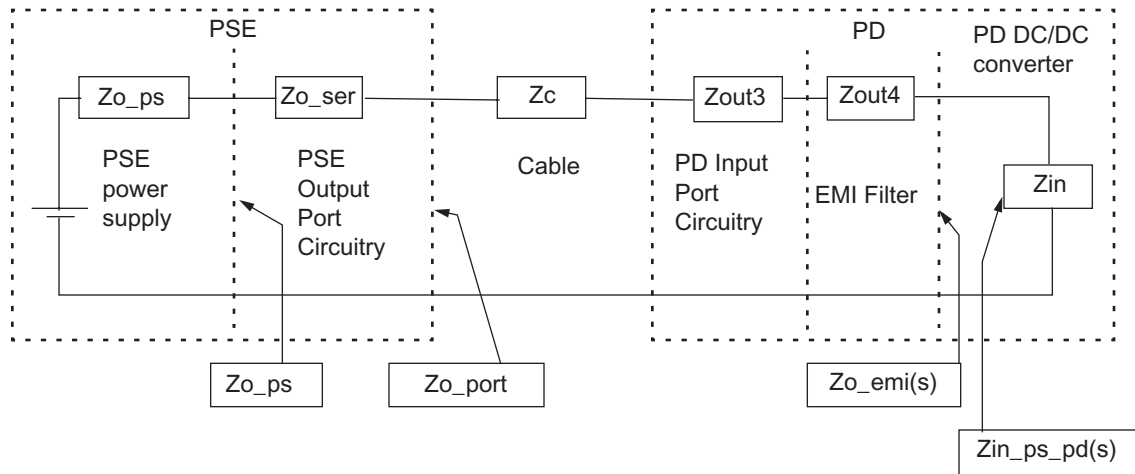 PSE
PD
PD DC/DC
converter
Zo_ps
Zo_ser
Zc
Zout3
Zout4
PSE
power
supply
PSE
Output
Port
Circuitry
Cable
PD Input
Port
Circuitry
EMI Filter
Zin
Zo_ps
Zo_port
Zo_emi(s)
Zin_ps_pd(s)